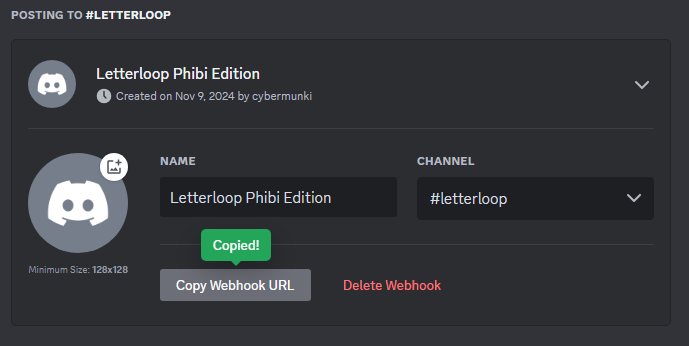 POSTING TO #LETTERLOOP
Letterloop Phibi Edition
Created on Nov 9, 2024 by cybermunki
NAME
CHANNEL
Letterloop Phibi Edition
#letterloop
Copied!
Minimum Size: 128x128
Copy Webhook URL
Delete Webhook